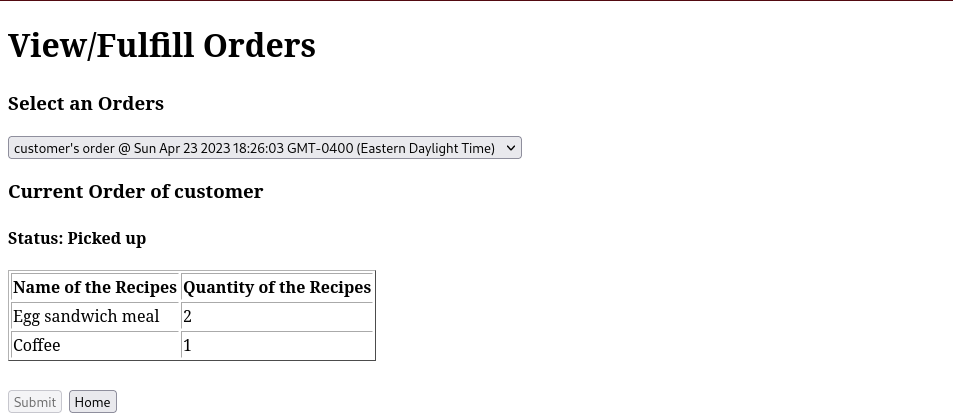 View/Fulfill Orders
Select an Orders
customer's order @ Sun Apr 23 2023 18:26:03 GMT-0400 (Eastern Daylight Time)
Current Order of customer
Status: Picked up
Name of the Recipes Quantity of the Recipes
Egg sandwich meal 2
Coffee 1
Submit Home